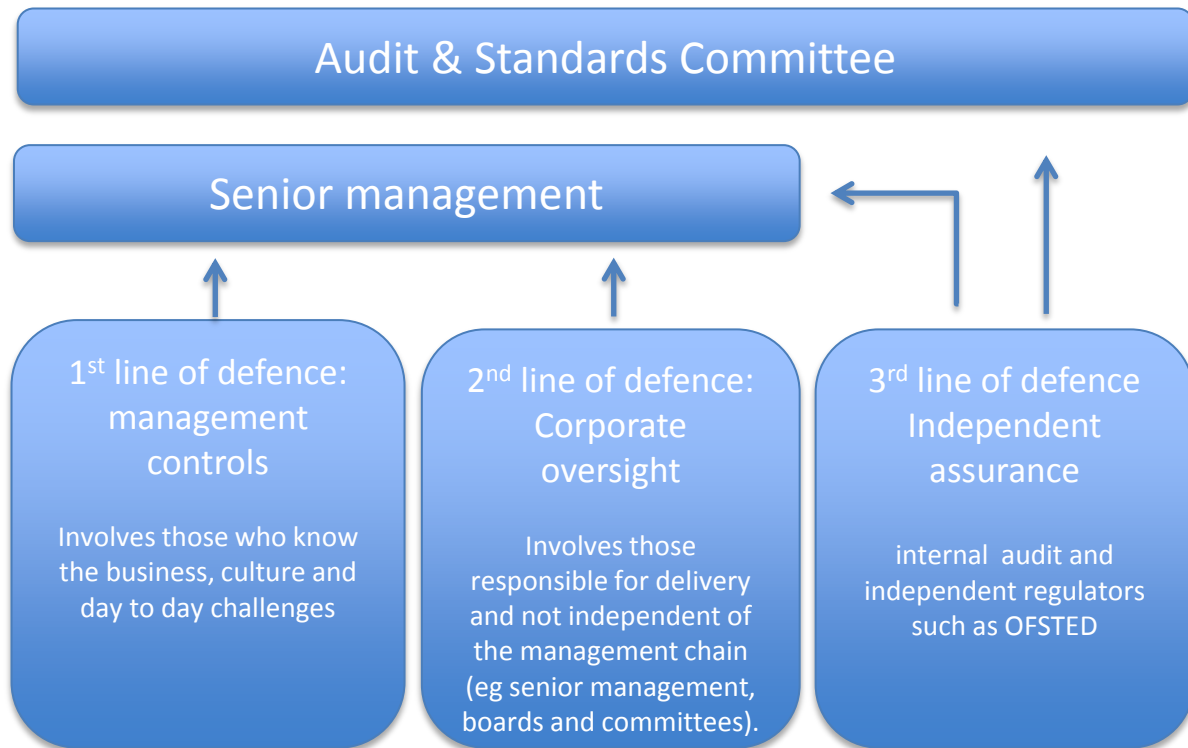 Audit & Standards Committee
Senior management
1st line of defence:
management
controls
Involves those who know
the business, culture and
day to day challenges
2nd line of defence:
Corporate
oversight
Involves those
responsible for delivery
and not independent of
the management chain
(eg senior management,
boards and committees).
3rd line of defence
Independent
assurance
internal audit and
independent regulators
such as OFSTED